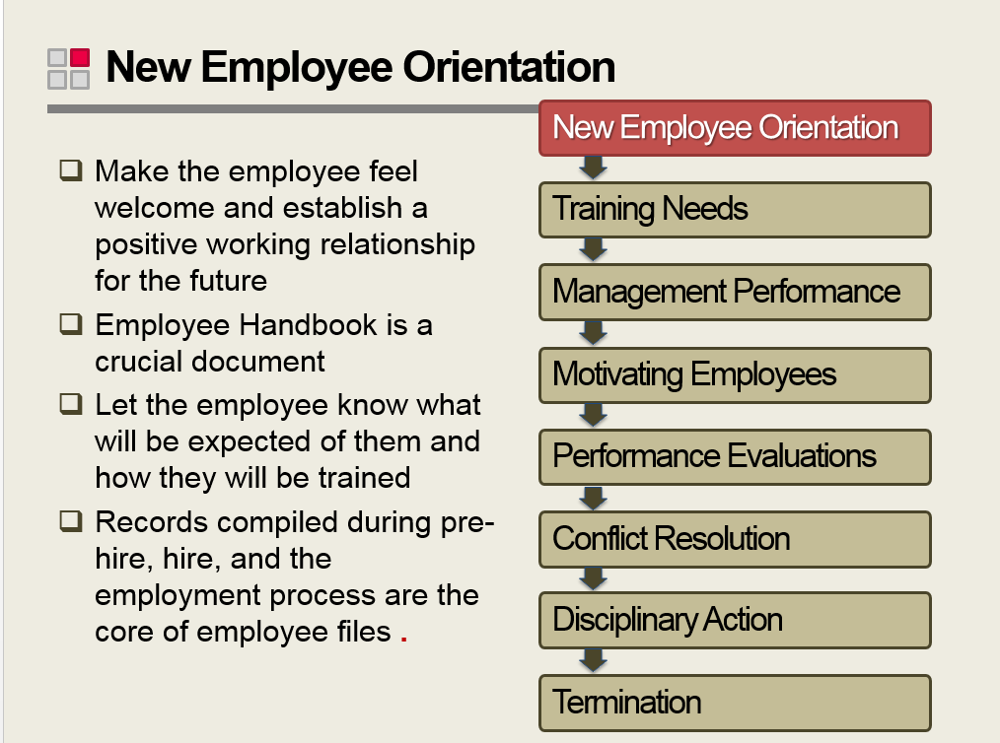 New Employee Orientation
Make the employee feel
welcome and establish a
positive working relationship
for the future
Employee Handbook is a
crucial document
Let the employee know what
will be expected of them and
how they will be trained
Records compiled during pre-
hire, hire, and the
employment process are the
core of employee files .
New Employee Orientation
Training Needs
Management Performance
Motivating Employees
Performance Evaluations
Conflict Resolution
Disciplinary Action
Termination